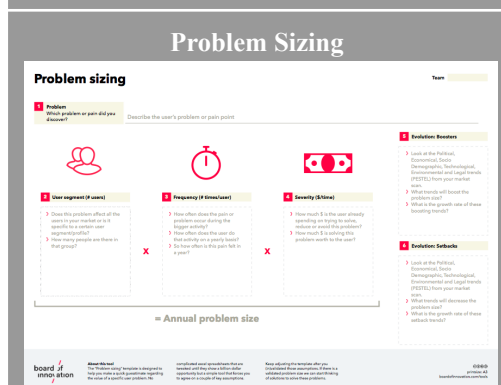 Problem Sizing
Problem sizing
Team
1 Problem
Which problem or pain did you
discover?
Describe the user's problem or pain point
2 User segment (# users)
› Does this problem affect all the
users in your market or is it
specific to a certain user
segment/profile?
› How many people are there in
that group?
x
3 Frequency (# times/user)
› How often does the pain or
problem occur during the
bigger activity?
› How often does the user do
that activity on a yearly basis?
› So how often is this pain felt in
a year?
x
4 Severity ($/time)
› How much $ is the user already
spending or trying to solve,
reduce or avoid this problem?
› How much $ is solving this
problem worth to the user?
= Annual problem size
5 Evolution: Boosters
› Look at the Political,
Economical, Socio
Demographic, Technological,
Environmental and Legal trends
(PESTEL) from your market
scan.
› What trends will boost the
problem size?
› What is the growth rate of these
boosting trends?
6 Evolution: Setbacks
› Look at the Political,
Economical, Socio
Demographic, Technological,
Environmental and Legal trends
(PESTEL) from your market
scan.
› What trends will decrease the
problem size?
› What is the growth rate of these
setback trends?
board of
innovation
About this tool
The "Problem sizing" template is designed to
help you make a quick guesstimate regarding
the value of a specific user problem. No
complicated excel spreadsheets that are
tweaked until they show a billion dollar
opportunity but a simple tool that forces you
to agree on a couple of key assumptions.
Keep adjusting the template after you
(in)validated those assumptions. If there is a
validated problem size we can start thinking
of solutions to solve these problems.
print size: A3
boardofinnovation.com/tools